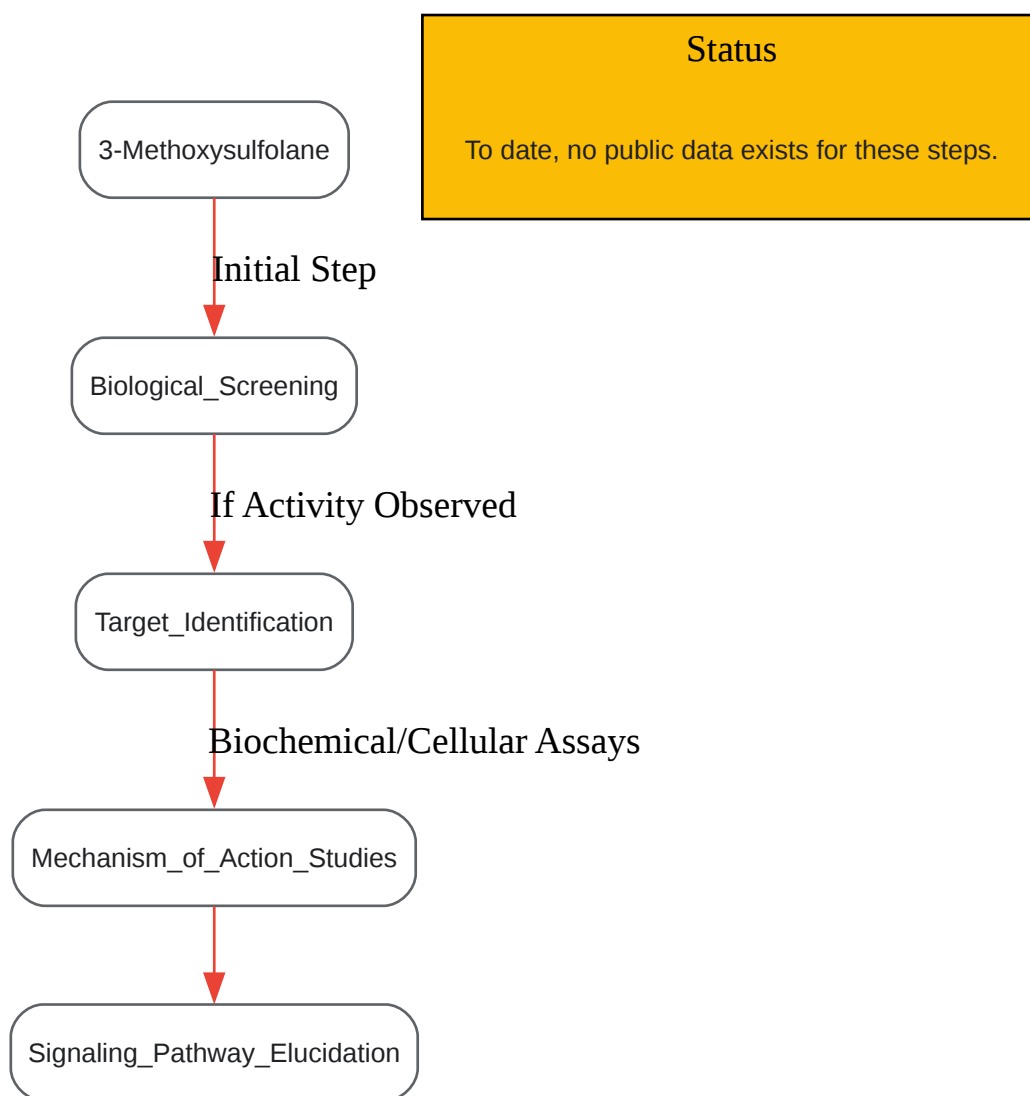 Status
To date, no public data exists for these steps.
3-Methoxysulfolane
Initial Step
Biological_Screening
If Activity Observed
Target_Identification
Biochemical/Cellular Assays
Mechanism_of_Action_Studies
Signaling_Pathway_Elucidation